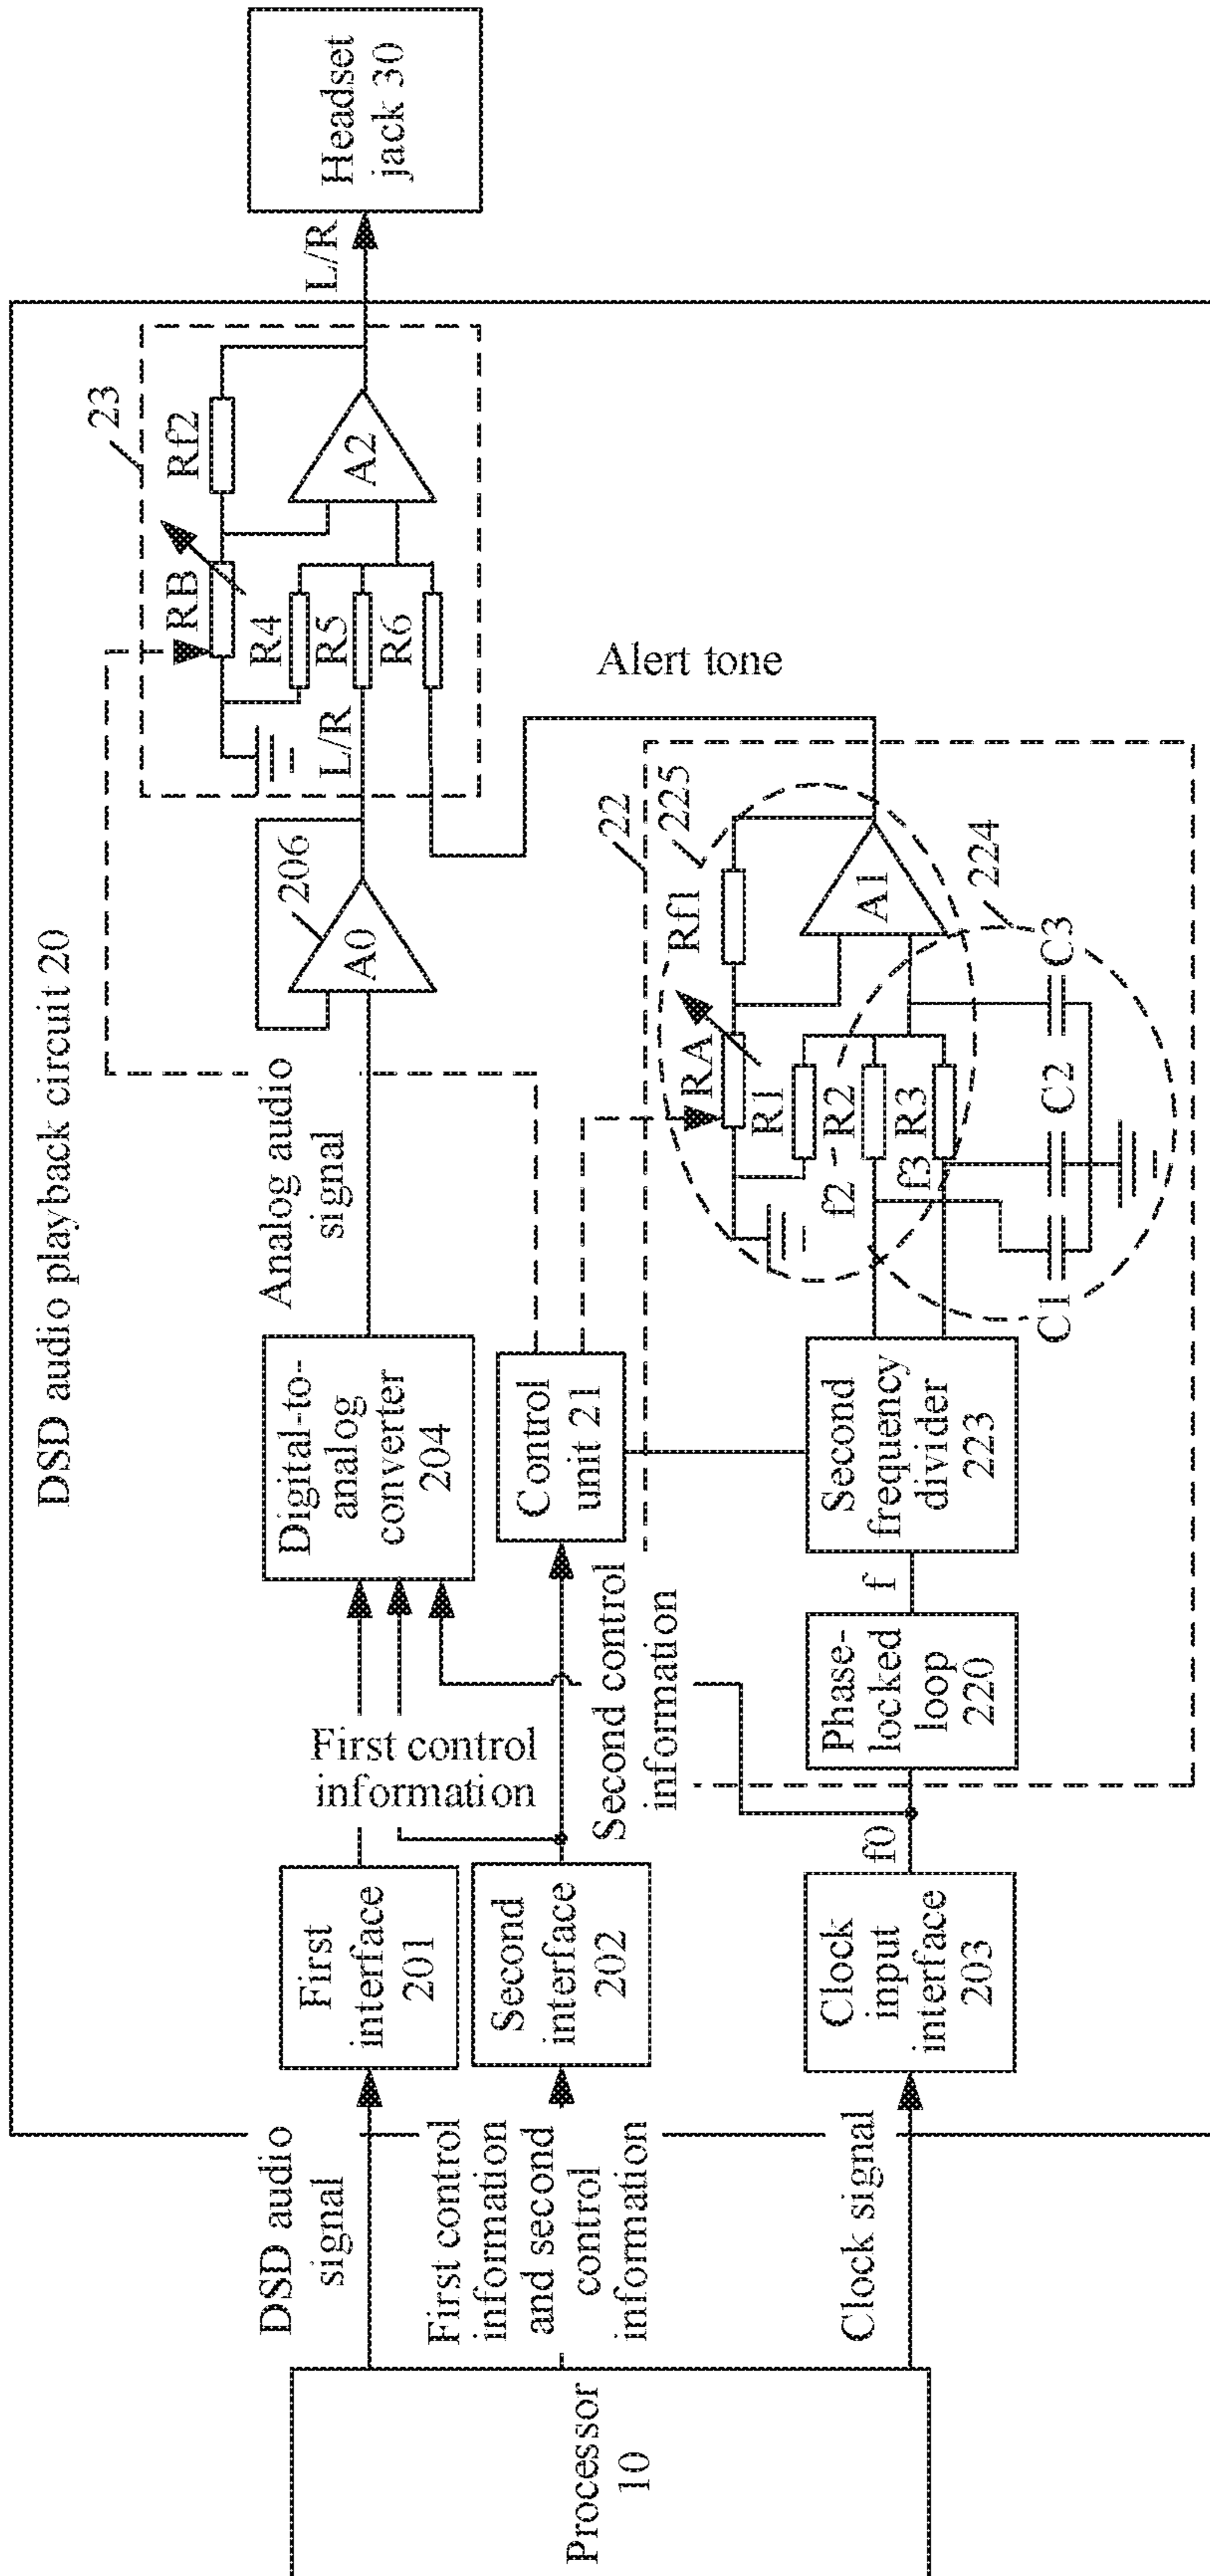 DSD audio playback circuit 20
Processor
10
DSD audio
signal
First control
information
and second
control
information
Clock signal
First
interface
201
Second
interface
202
Clock
input
interface
203
First control
information
Second control
information
f0
Phase-
locked
loop
220
f
Second
frequency
divider
223
Digital-to-
analog
converter
204
Control
unit 21
Analog audio
signal
A0
206
L/R
23
RB
Rf2
R4
R5
R6
A2
L/R
Headset
jack 30
Alert tone
22
225
224
RA
Rf1
R1
R2
R3
f2
f3
A1
C1
C2
C3